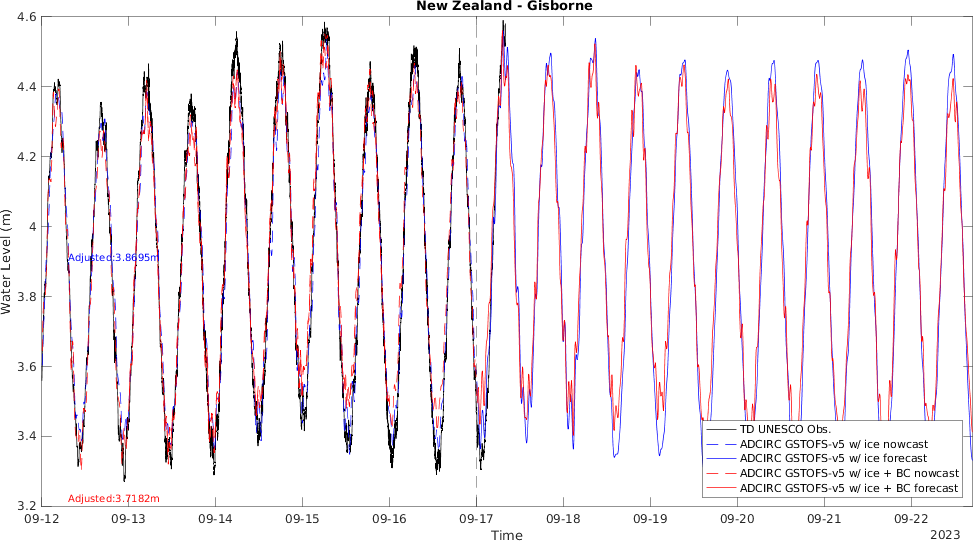 New Zealand - Gisborne
4.6
4.4
4.2
4
3.8
3.6
3.4
3.2
Water Level (m)
Adjusted:3.8695m
Adjusted:3.7182m
TD UNESCO Obs.
ADCIRC GSTOFS-v5 w/ ice nowcast
ADCIRC GSTOFS-v5 w/ ice forecast
ADCIRC GSTOFS-v5 w/ ice + BC nowcast
ADCIRC GSTOFS-v5 w/ ice + BC forecast
09-12 09-13 09-14 09-15 09-16 09-17 09-18 09-19 09-20 09-21 09-22
Time
2023